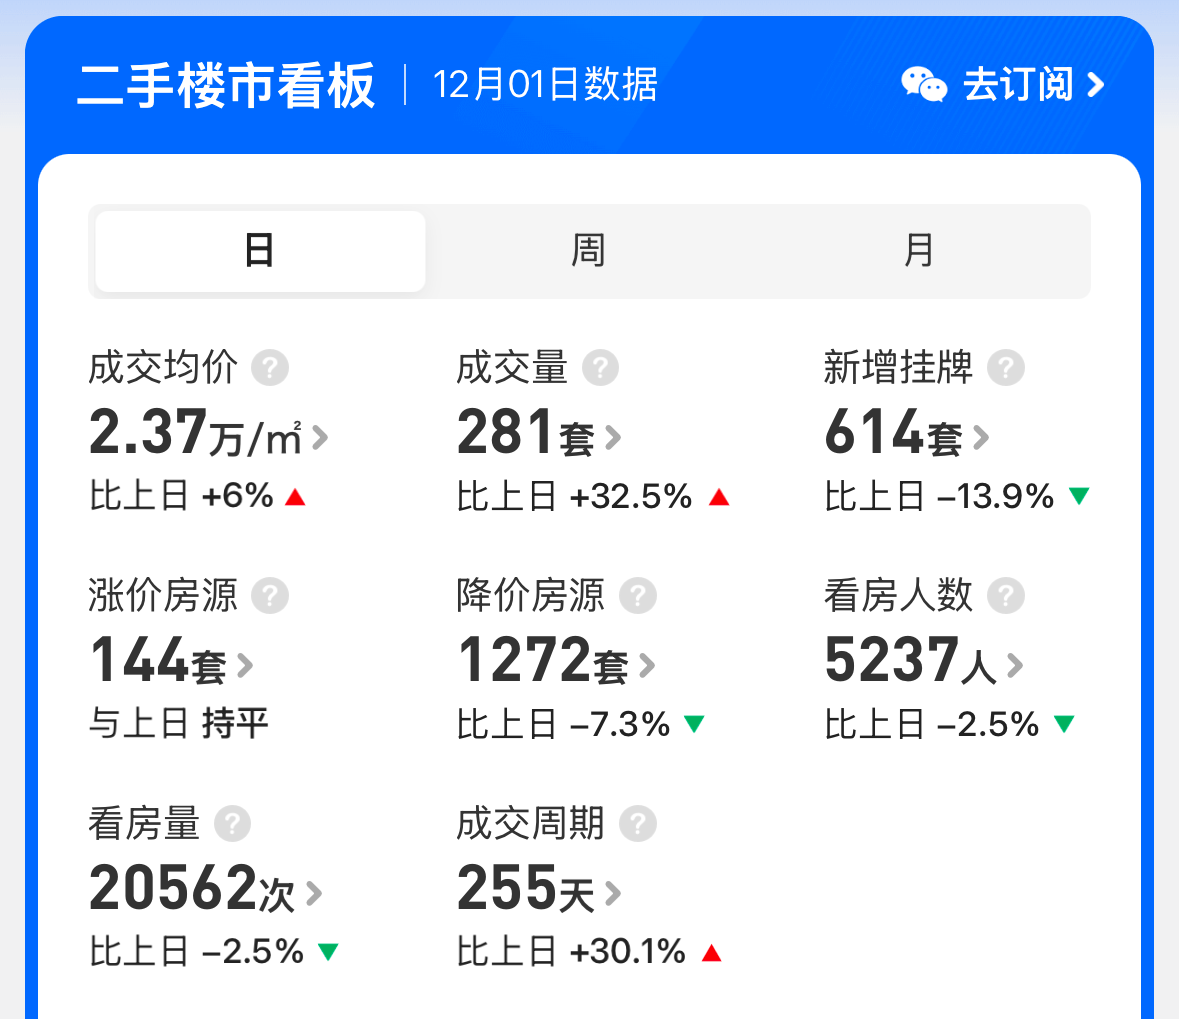 二手楼市看板 | 12月01日数据 去订阅
日 周 月
成交均价 ? 成交量 ? 新增挂牌 ?
2.37万/㎡ 281套 614套
比上日 +6% ▲ 比上日 +32.5% ▲ 比上日 -13.9% ▼
涨价房源 ? 降价房源 ? 看房人数 ?
144套 1272套 5237人
与上日 持平 比上日 -7.3% ▼ 比上日 -2.5% ▼
看房量 ? 成交周期 ?
20562次 255天
比上日 -2.5% ▼ 比上日 +30.1% ▲